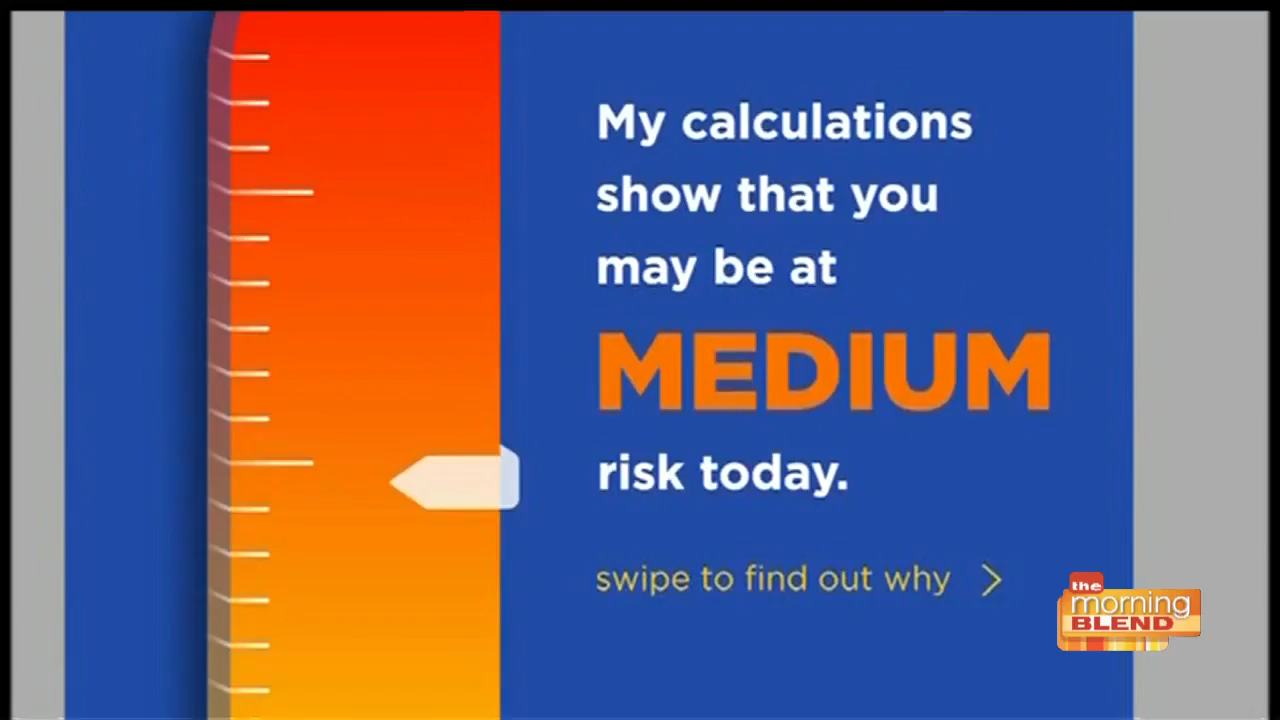 My calculations
show that you
may be at
MEDIUM
risk today.
swipe to find out why
the
morning
BLEND